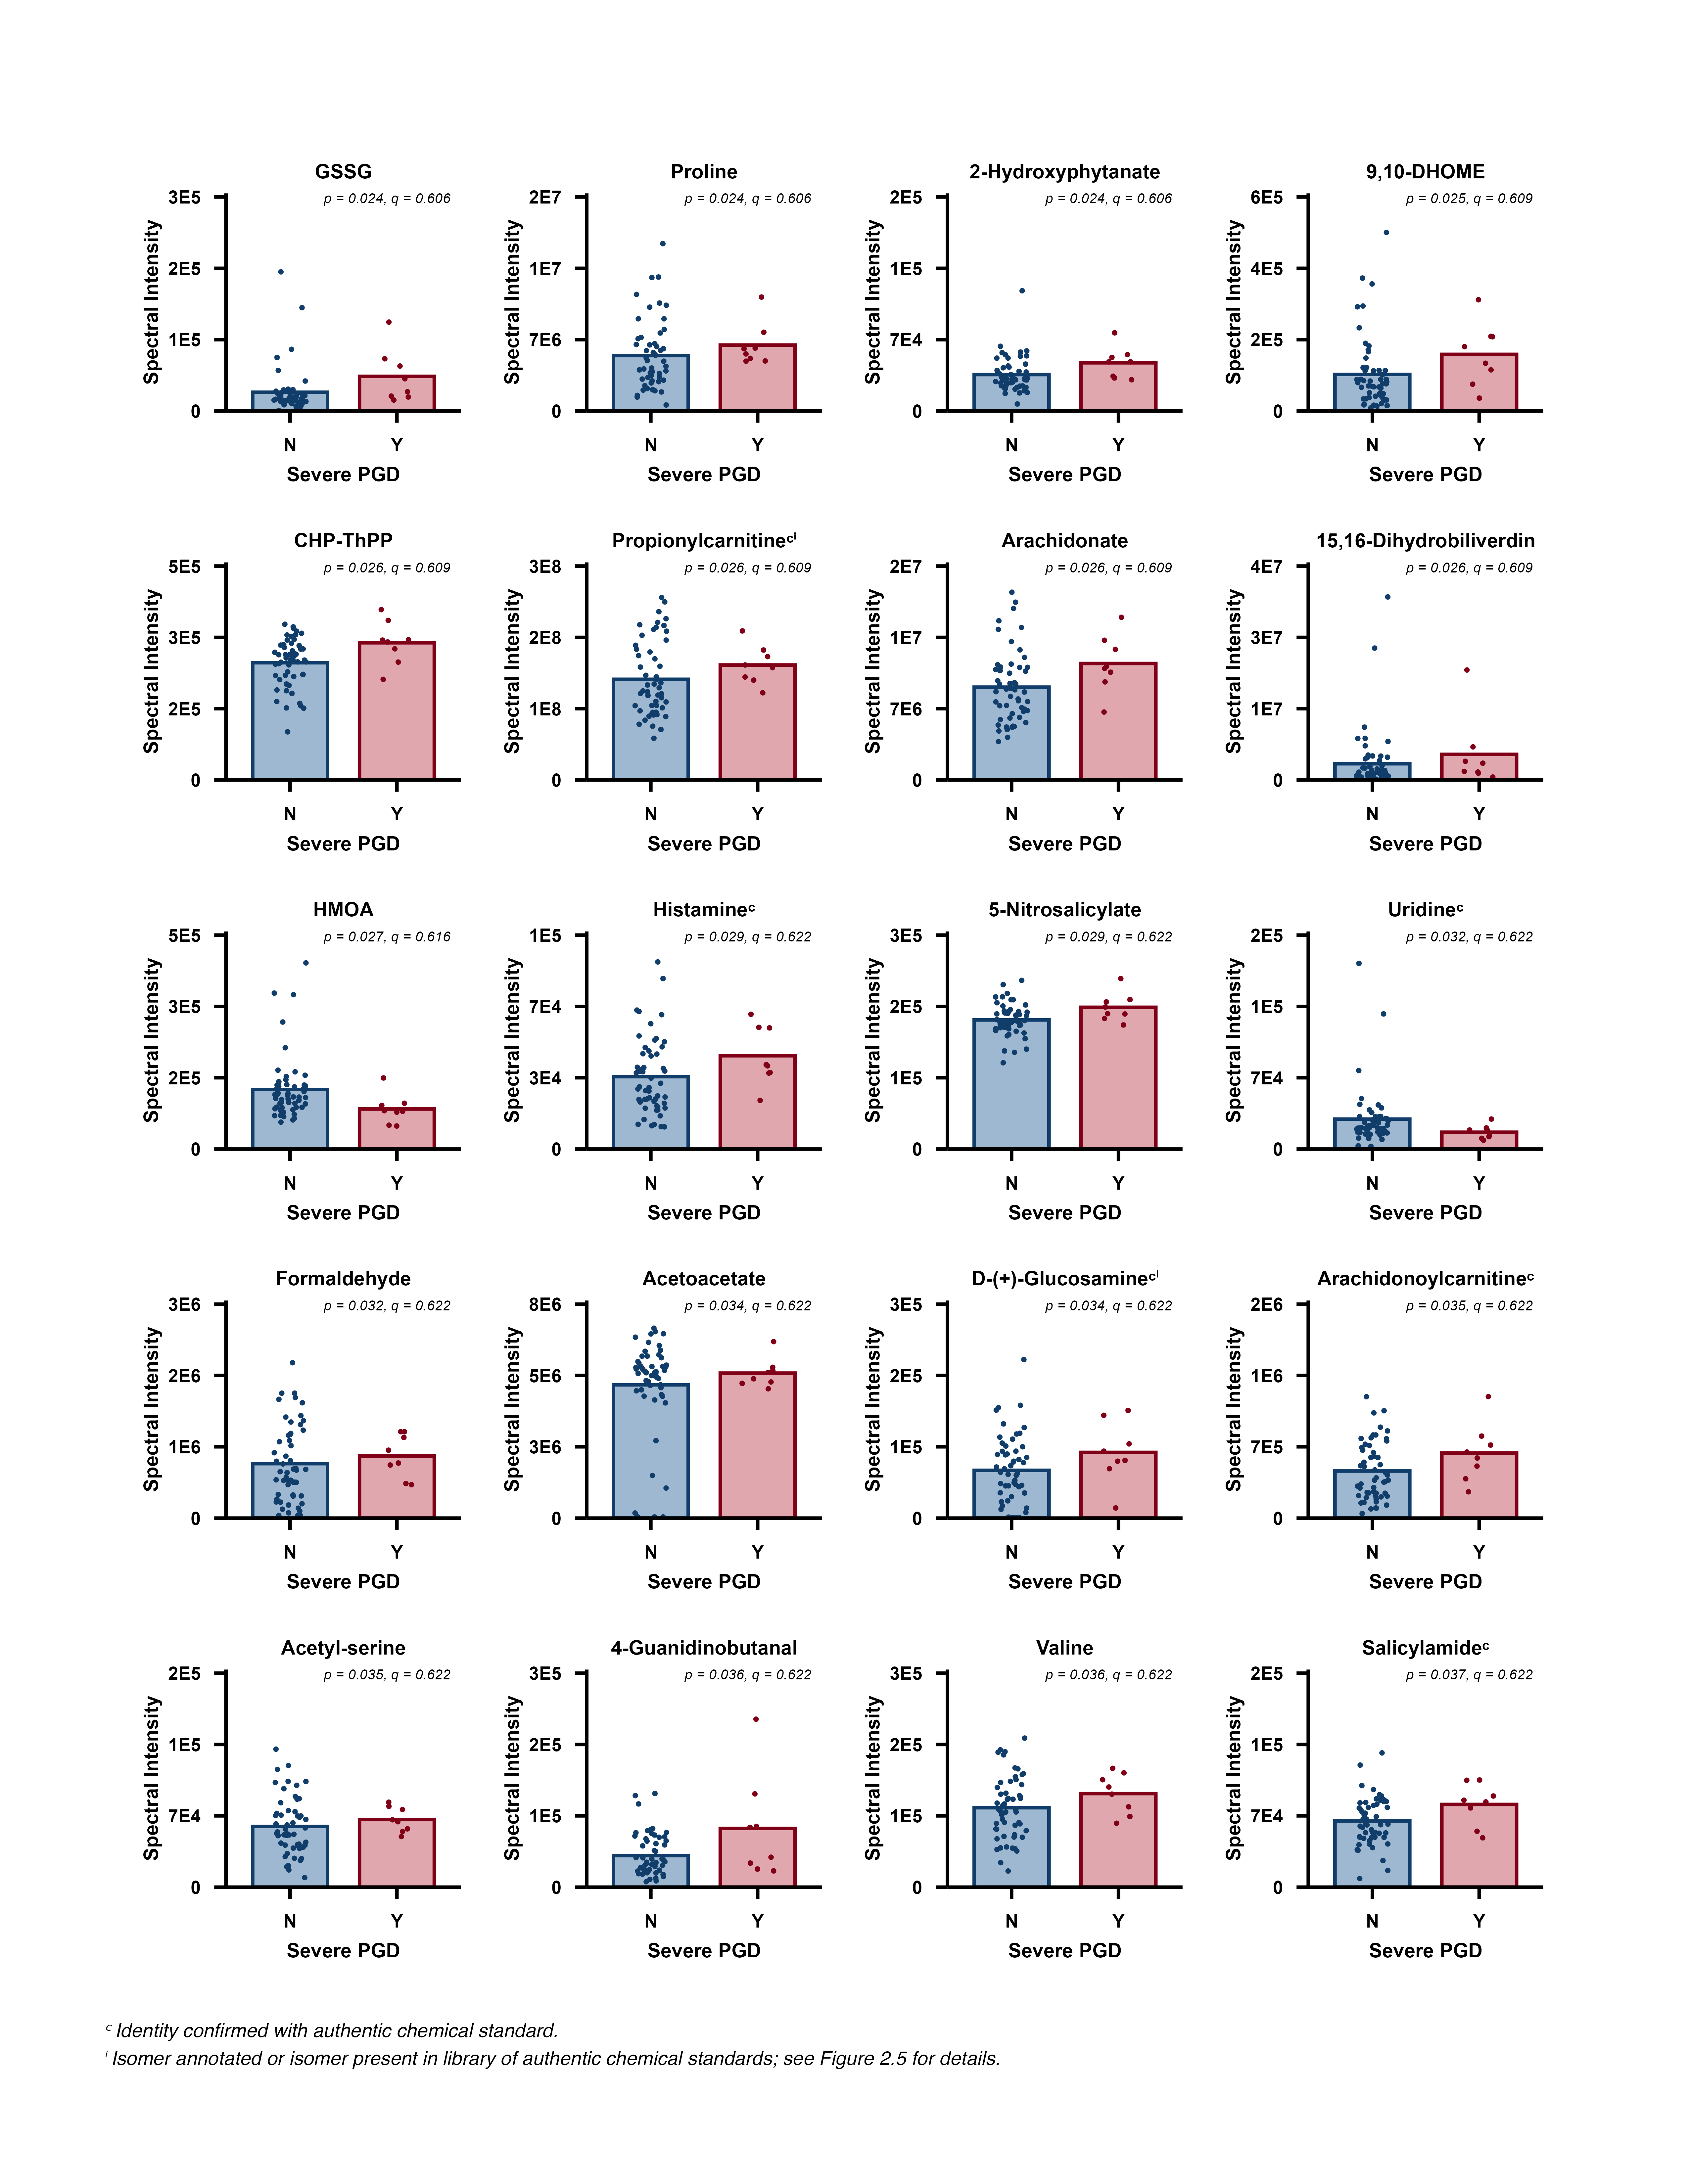 GSSG
p = 0.024, q = 0.606
3E5
2E5
1E5
0
Spectral Intensity
N Y
Severe PGD
Proline
p = 0.024, q = 0.606
2E7
1E7
7E6
0
Spectral Intensity
N Y
Severe PGD
2-Hydroxyphytanate
p = 0.024, q = 0.606
2E5
1E5
7E4
0
Spectral Intensity
N Y
Severe PGD
9,10-DHOME
p = 0.025, q = 0.609
6E5
4E5
2E5
0
Spectral Intensity
N Y
Severe PGD
CHP-ThPP
p = 0.026, q = 0.609
5E5
3E5
2E5
0
Spectral Intensity
N Y
Severe PGD
Propionylcarnitineᶜⁱ
p = 0.026, q = 0.609
3E8
2E8
1E8
0
Spectral Intensity
N Y
Severe PGD
Arachidonate
p = 0.026, q = 0.609
2E7
1E7
7E6
0
Spectral Intensity
N Y
Severe PGD
15,16-Dihydrobiliverdin
p = 0.026, q = 0.609
4E7
3E7
1E7
0
Spectral Intensity
N Y
Severe PGD
HMOA
p = 0.027, q = 0.616
5E5
3E5
2E5
0
Spectral Intensity
N Y
Severe PGD
Histamineᶜ
p = 0.029, q = 0.622
1E5
7E4
3E4
0
Spectral Intensity
N Y
Severe PGD
5-Nitrosalicylate
p = 0.029, q = 0.622
3E5
2E5
1E5
0
Spectral Intensity
N Y
Severe PGD
Uridineᶜ
p = 0.032, q = 0.622
2E5
1E5
7E4
0
Spectral Intensity
N Y
Severe PGD
Formaldehyde
p = 0.032, q = 0.622
3E6
2E6
1E6
0
Spectral Intensity
N Y
Severe PGD
Acetoacetate
p = 0.034, q = 0.622
8E6
5E6
3E6
0
Spectral Intensity
N Y
Severe PGD
D-(+)-Glucosamineᶜⁱ
p = 0.034, q = 0.622
3E5
2E5
1E5
0
Spectral Intensity
N Y
Severe PGD
Arachidonoylcarnitineᶜ
p = 0.035, q = 0.622
2E6
1E6
7E5
0
Spectral Intensity
N Y
Severe PGD
Acetyl-serine
p = 0.035, q = 0.622
2E5
1E5
7E4
0
Spectral Intensity
N Y
Severe PGD
4-Guanidinobutanal
p = 0.036, q = 0.622
3E5
2E5
1E5
0
Spectral Intensity
N Y
Severe PGD
Valine
p = 0.036, q = 0.622
3E5
2E5
1E5
0
Spectral Intensity
N Y
Severe PGD
Salicylamideᶜ
p = 0.037, q = 0.622
2E5
1E5
7E4
0
Spectral Intensity
N Y
Severe PGD
ᶜ Identity confirmed with authentic chemical standard.
ⁱ Isomer annotated or isomer present in library of authentic chemical standards; see Figure 2.5 for details.